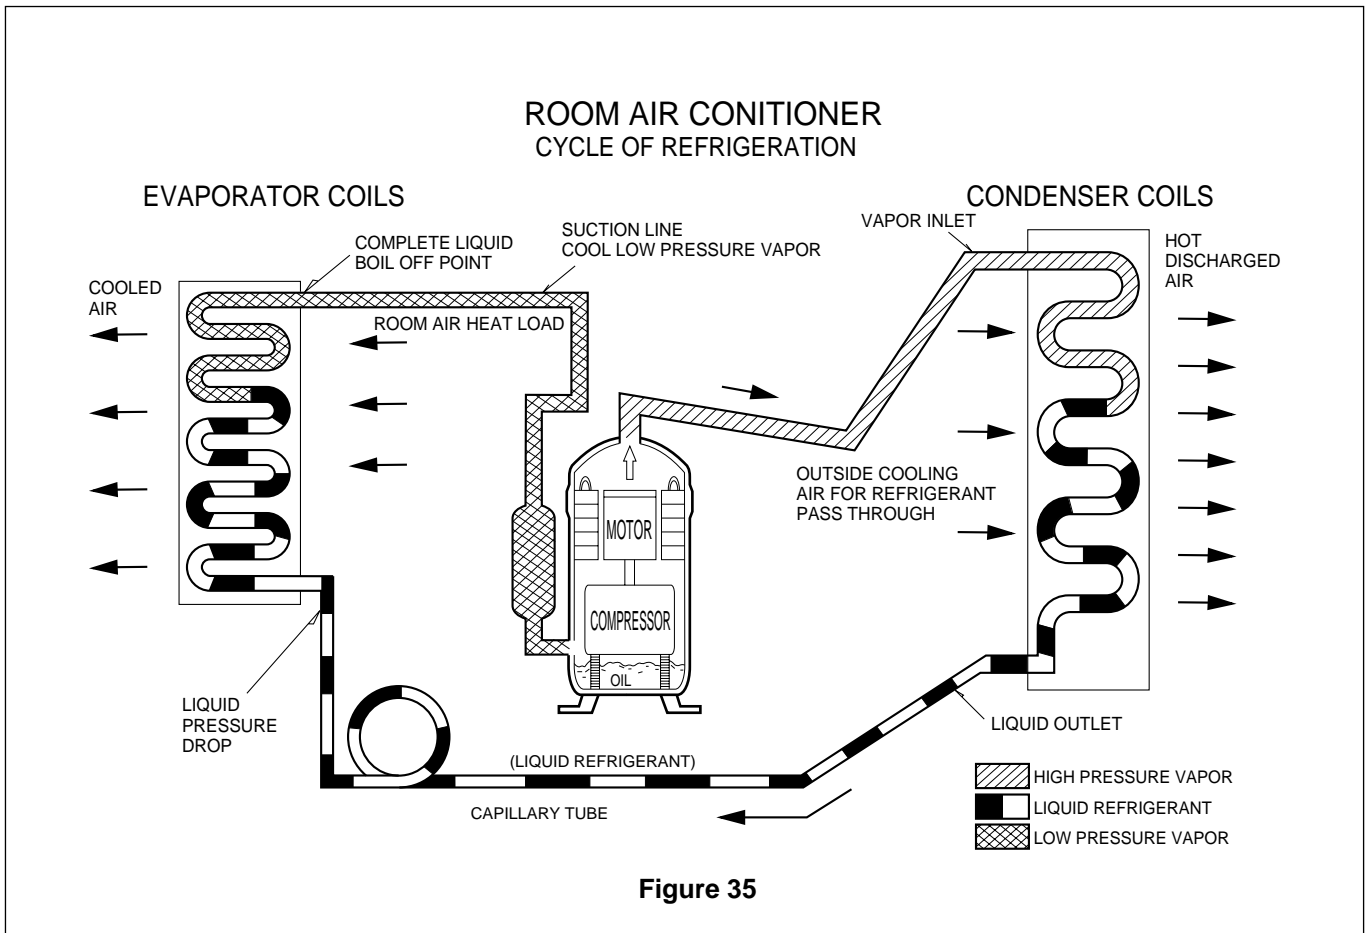 ROOM AIR CONITIONER
CYCLE OF REFRIGERATION
EVAPORATOR COILS
CONDENSER COILS
COMPLETE LIQUID
BOIL OFF POINT
SUCTION LINE
COOL LOW PRESSURE VAPOR
VAPOR INLET
HOT
DISCHARGED
AIR
COOLED
AIR
ROOM AIR HEAT LOAD
OUTSIDE COOLING
AIR FOR REFRIGERANT
PASS THROUGH
MOTOR
COMPRESSOR
OIL
LIQUID
PRESSURE
DROP
LIQUID OUTLET
(LIQUID REFRIGERANT)
CAPILLARY TUBE
HIGH PRESSURE VAPOR
LIQUID REFRIGERANT
LOW PRESSURE VAPOR
Figure 35